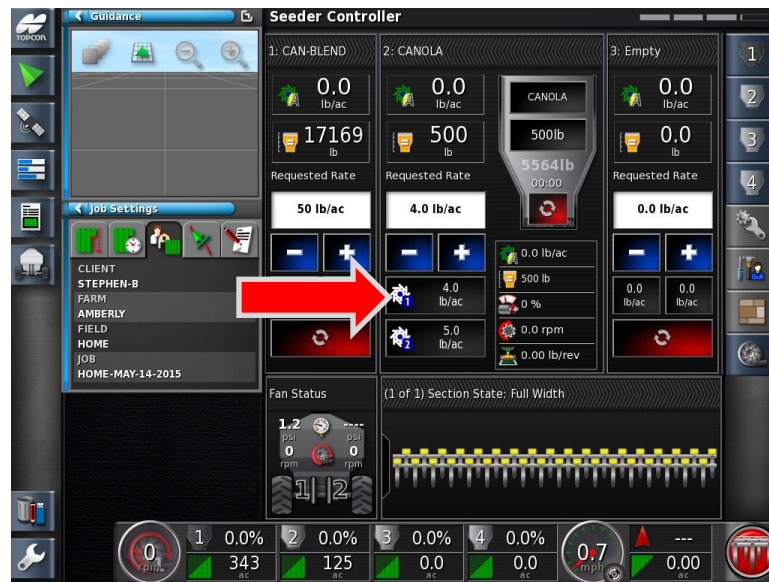 TOPCON
Guidance
Job Settings
CLIENT
STEPHEN-B
FARM
AMBERLY
FIELD
HOME
JOB
HOME-MAY-14-2015
Seeder Controller
1: CAN-BLEND
0.0
lb/ac
17169
lb
Requested Rate
50 lb/ac
2: CANOLA
0.0
lb/ac
500
lb
Requested Rate
4.0 lb/ac
1
4.0
lb/ac
2
5.0
lb/ac
CANOLA
500lb
5564lb
00:00
0.0 lb/ac
500 lb
0 %
0.0 rpm
0.00 lb/rev
3: Empty
0.0
lb/ac
0.0
lb
Requested Rate
0.0 lb/ac
0.0
lb/ac
0.0
lb/ac
1
2
3
4
Fan Status
1.2
psi
0
rpm
----
psi
0
rpm
1 2
(1 of 1) Section State: Full Width
0
rpm
1 0.0%
343
ac
2 0.0%
125
ac
3 0.0%
0.0
ac
4 0.0%
0.0
ac
0.7
mph
---
0.00
ac